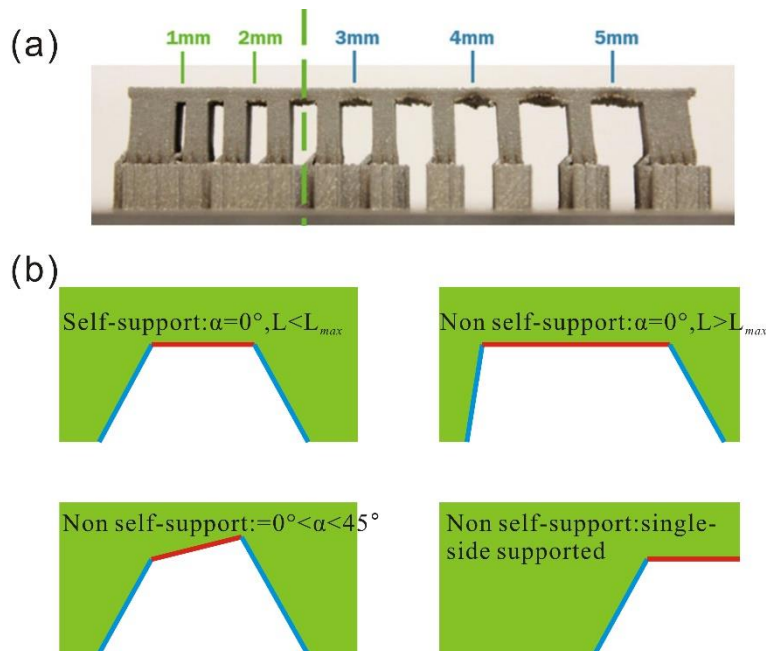 (a)
1mm 2mm 3mm 4mm 5mm
(b)
Self-support:α=0°,L<Lmax
Non self-support:α=0°,L>Lmax
Non self-support:=0°<α<45°
Non self-support:single-
side supported